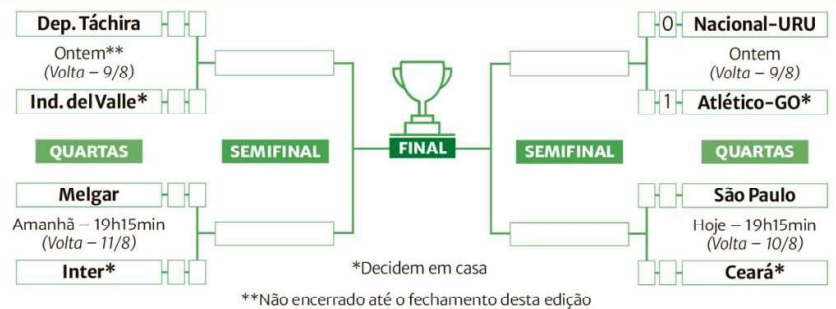 Dep. Táchira
Ontem**
(Volta – 9/8)
Ind. del Valle*
QUARTAS
SEMIFINAL
Melgar
Amanhã – 19h15min
(Volta – 11/8)
Inter*
FINAL
0 Nacional-URU
Ontem
(Volta – 9/8)
1 Atlético-GO*
SEMIFINAL
QUARTAS
São Paulo
Hoje – 19h15min
(Volta – 10/8)
Ceará*
*Decidem em casa
**Não encerrado até o fechamento desta edição